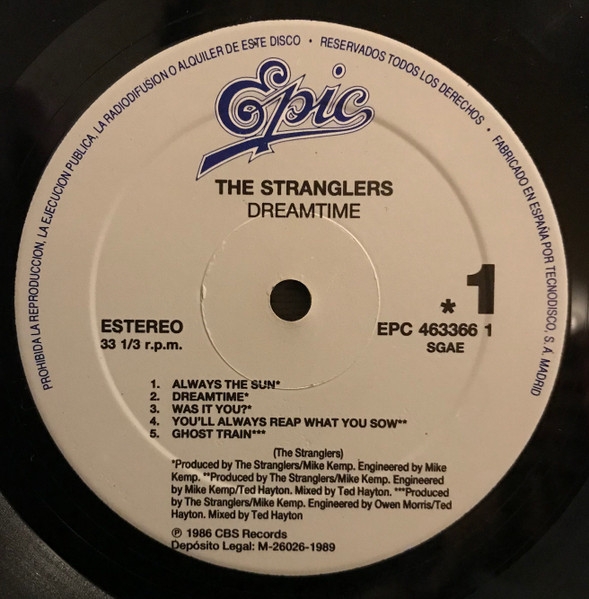 PROHIBIDA LA REPRODUCCION, LA EJECUCION PUBLICA, LA RADIODIFUSION O ALQUILER DE ESTE DISCO • RESERVADOS TODOS LOS DERECHOS • FABRICADO EN ESPAÑA POR TECNODISCO, S. A. MADRID
Epic
THE STRANGLERS
DREAMTIME
* 1
ESTEREO
33 1/3 r.p.m.
EPC 463366 1
SGAE
1. ALWAYS THE SUN*
2. DREAMTIME*
3. WAS IT YOU?*
4. YOU'LL ALWAYS REAP WHAT YOU SOW**
5. GHOST TRAIN***
(The Stranglers)
*Produced by The Stranglers/Mike Kemp. Engineered by Mike
Kemp. **Produced by The Stranglers/Mike Kemp. Engineered
by Mike Kemp/Ted Hayton. Mixed by Ted Hayton. ***Produced
by The Stranglers/Mike Kemp. Engineered by Owen Morris/Ted
Hayton. Mixed by Ted Hayton
℗ 1986 CBS Records
Depósito Legal: M-26026-1989